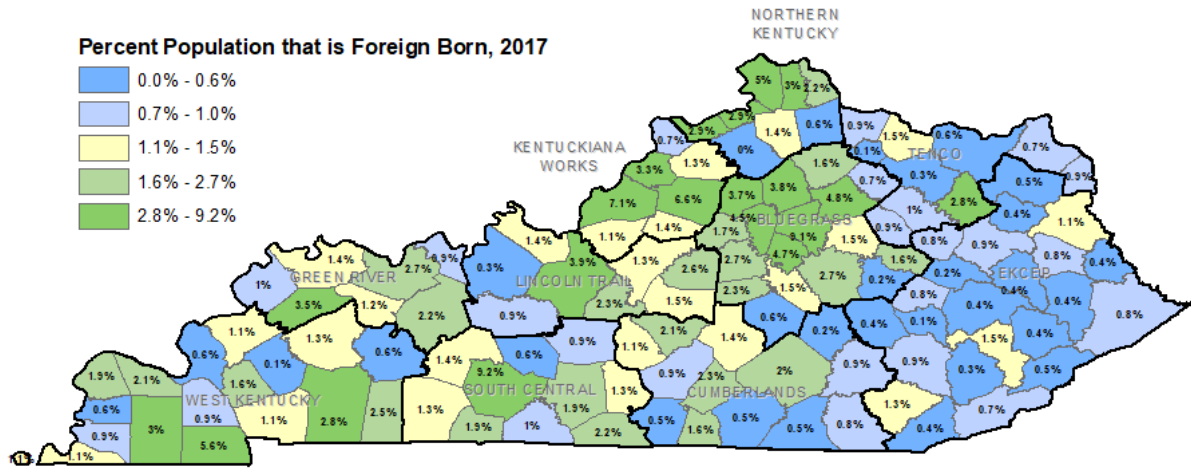 NORTHERN
KENTUCKY
Percent Population that is Foreign Born, 2017
0.0% - 0.6%
0.7% - 1.0%
1.1% - 1.5%
1.6% - 2.7%
2.8% - 9.2%
5% 3% 2.2%
2.9% 2.9% 1.4% 0.6% 0.9% 1.5% 0.6%
KENTUCKIANA
WORKS
0.7% 0% 0.1% TENCO 0.7%
3.3% 1.3% 1.6% 0.7% 0.3% 0.5% 0.9%
7.1% 6.6% 3.7% 3.8% 4.8% 1% 2.8% 0.4% 1.1%
4.5% BLUEGRASS
1.4% 1.1% 1.4% 1.7% 9.1% 1.5% 0.9% 0.8% 0.9% 0.8% 0.4%
1.4% 0.9% 3.9% 1.3% 2.7% 4.7% 1.6%
GREEN RIVER 2.7% 0.3% LINCOLN TRAIL 2.6% 2.7% 0.2% 0.2% EKCEP
1% 2.3% 1.5% 0.8% 0.4% 0.4%
3.5% 1.2% 2.2% 0.9% 2.3% 1.5% 0.4% 0.8%
1.1% 1.3% 2.1% 1.4% 0.6% 0.2% 0.4% 0.1% 0.4%
0.6% 0.1% 0.6% 1.4% 0.6% 0.9% 1.1% 1.5%
1.9% 2.1% 1.6% 9.2% 0.9% 2.3% 2% 0.9% 0.9% 0.3% 0.5%
WEST KENTUCKY SOUTH CENTRAL CUMBERLANDS
0.6% 0.9% 1.1% 2.8% 2.5% 1.3% 1.9% 1.3% 1.3% 0.7%
0.9% 3% 5.6% 1.9% 1% 2.2% 0.5% 1.6% 0.5% 0.5% 0.8% 0.4%
1.1%